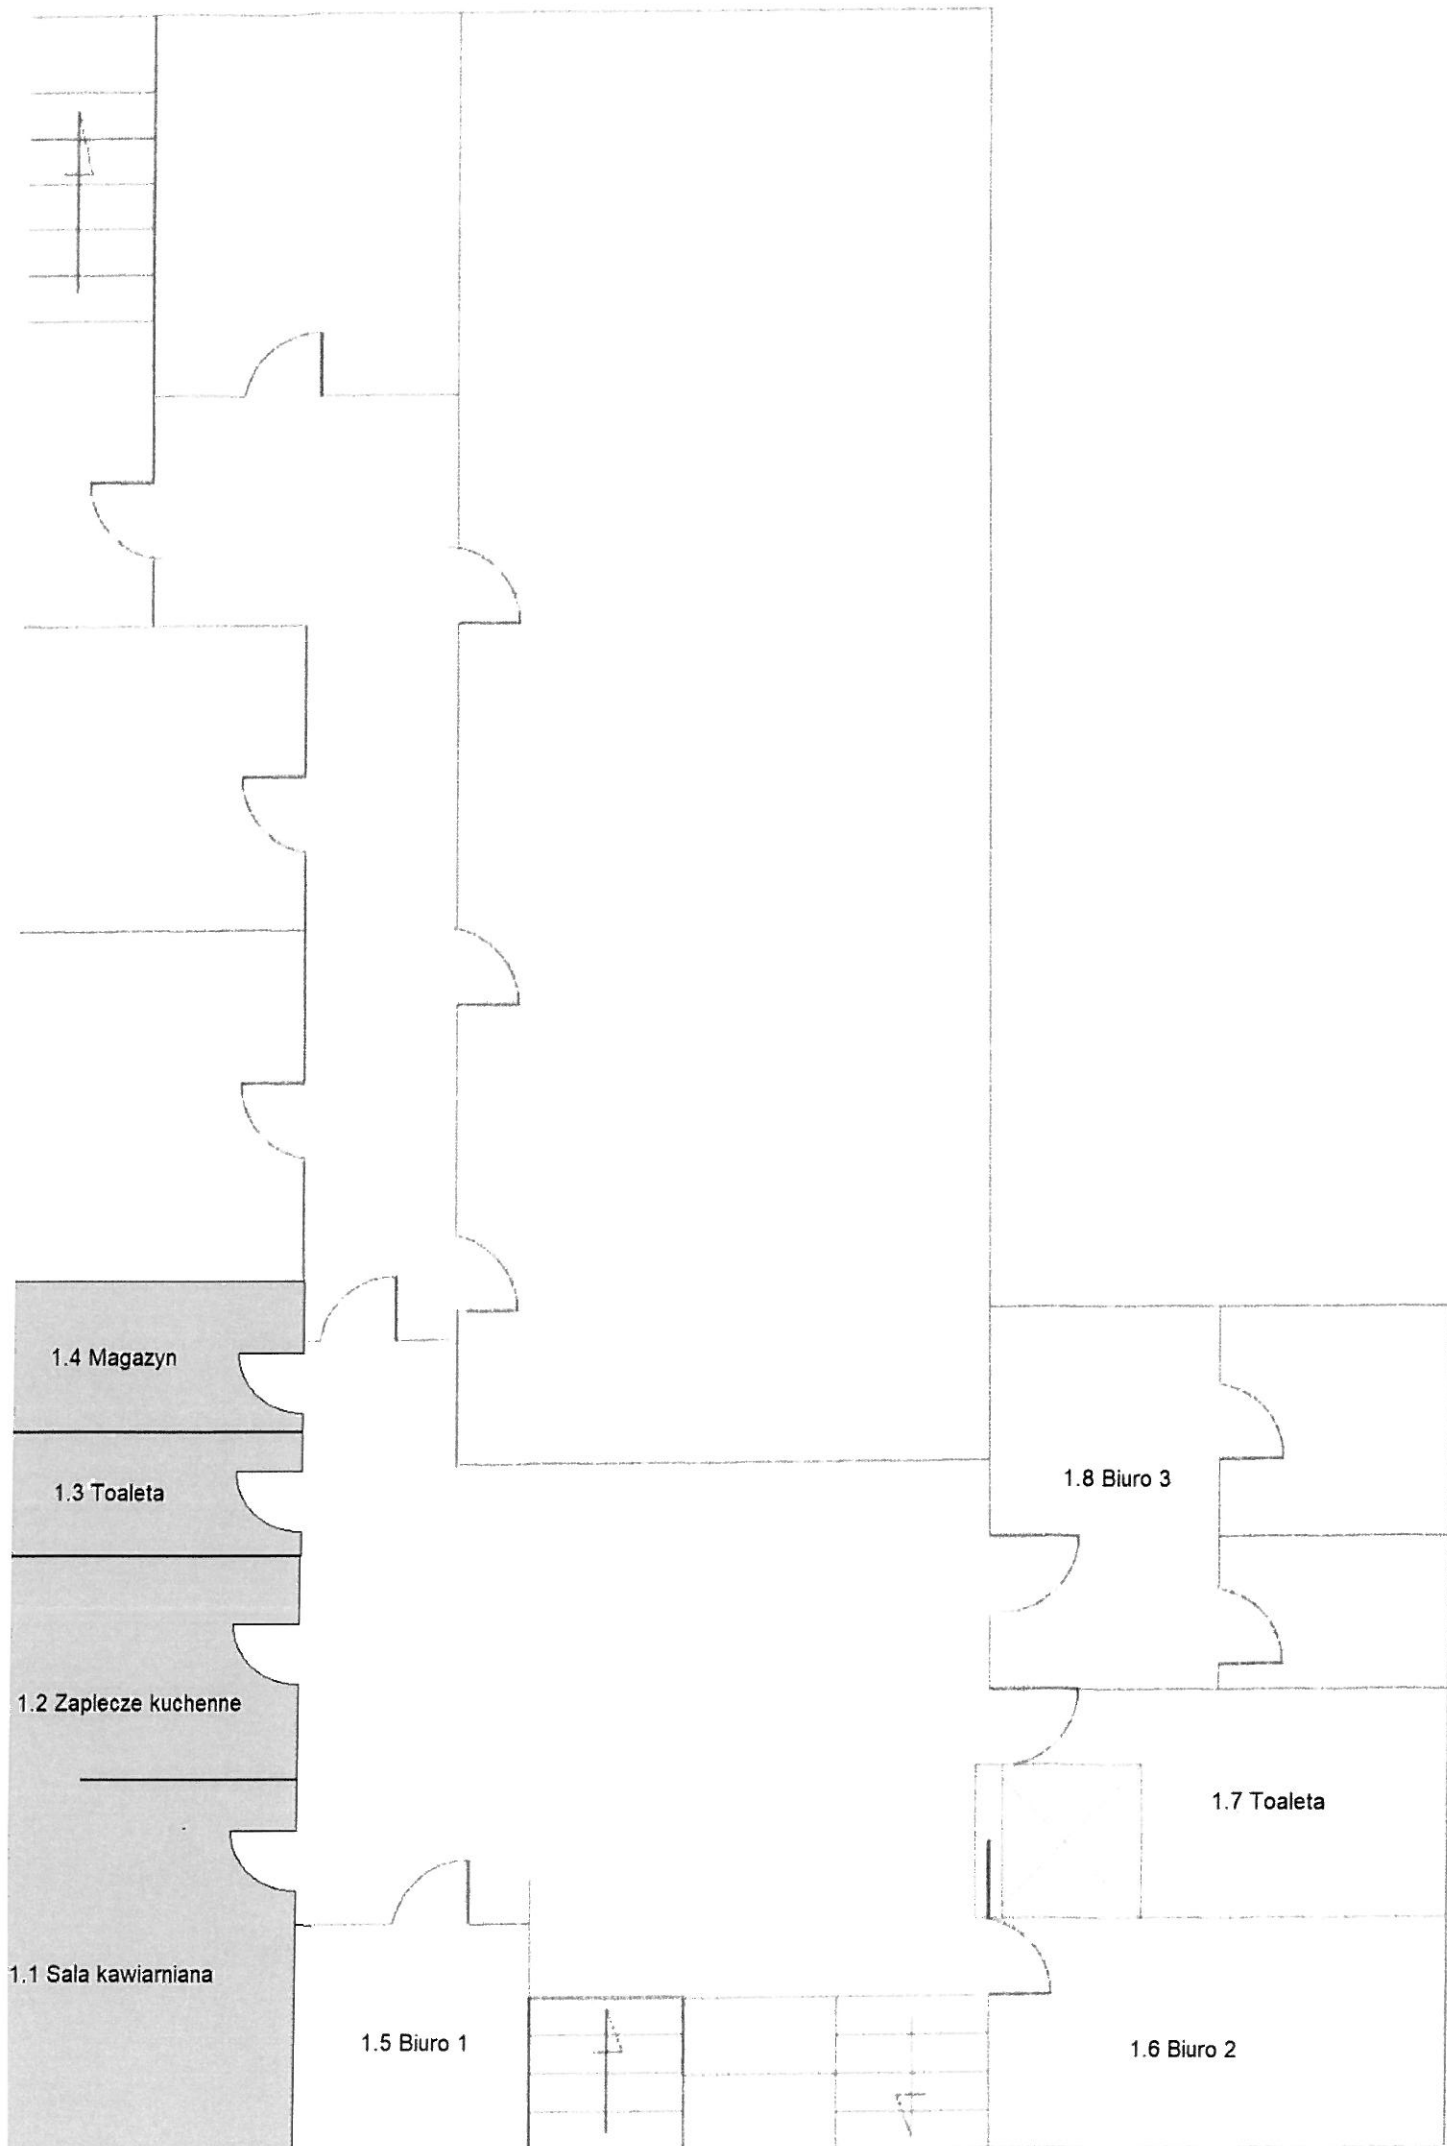 1.4 Magazyn
1.3 Toaleta
1.8 Biuro 3
1.2 Zaplecze kuchenne
1.7 Toaleta
1.1 Sala kawiarniana
1.5 Biuro 1
1.6 Biuro 2